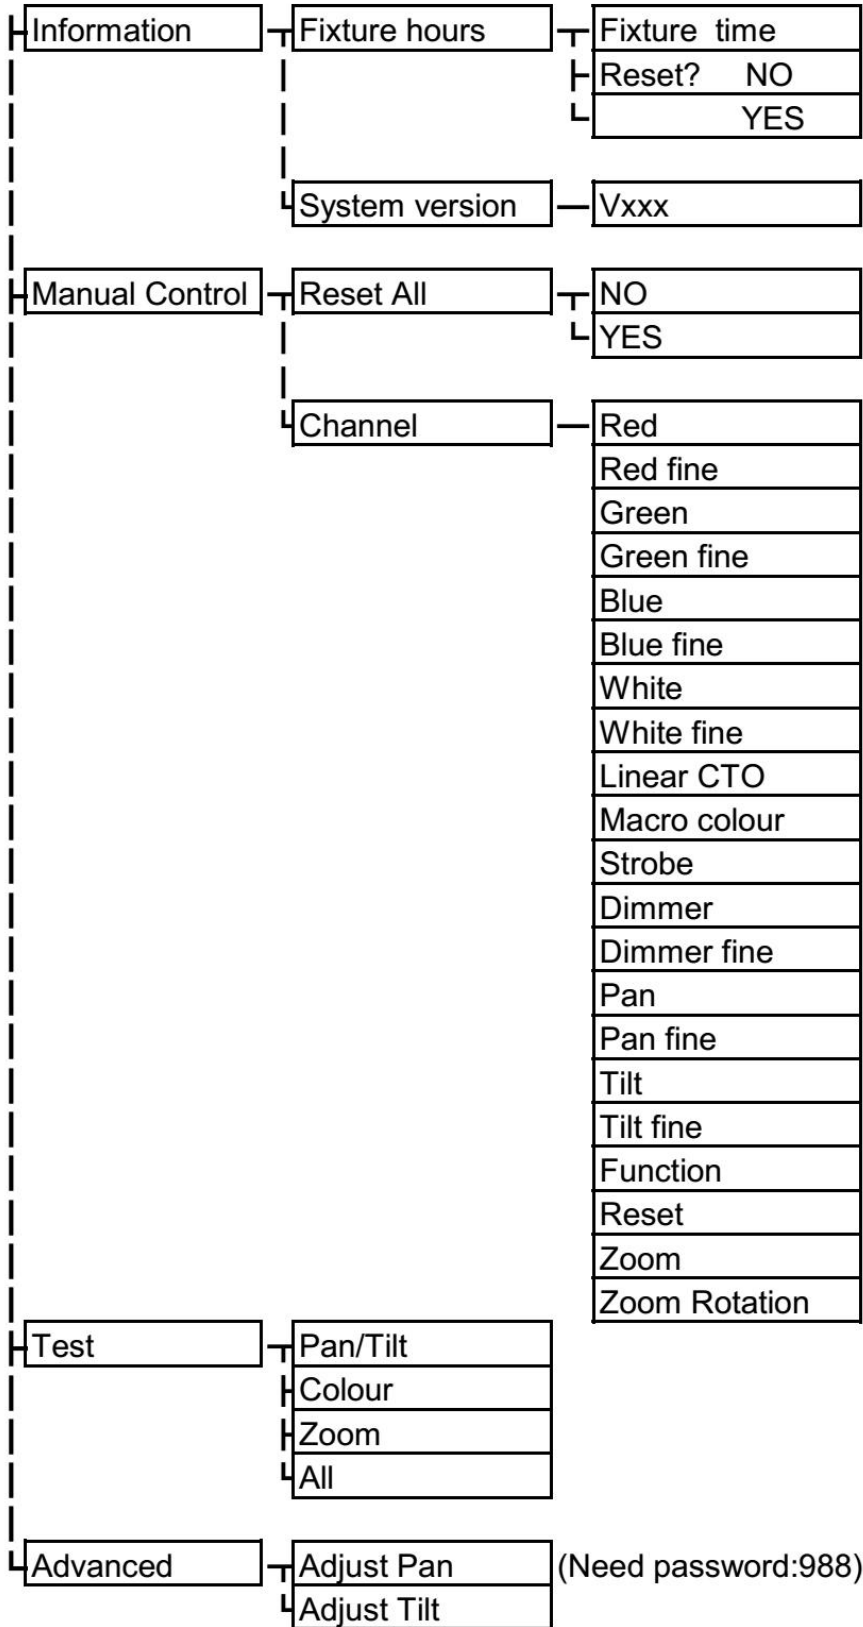 Information Fixture hours Fixture time
Reset? NO
YES
System version Vxxx
Manual Control Reset All NO
YES
Channel Red
Red fine
Green
Green fine
Blue
Blue fine
White
White fine
Linear CTO
Macro colour
Strobe
Dimmer
Dimmer fine
Pan
Pan fine
Tilt
Tilt fine
Function
Reset
Zoom
Zoom Rotation
Test Pan/Tilt
Colour
Zoom
All
Advanced Adjust Pan (Need password:988)
Adjust Tilt